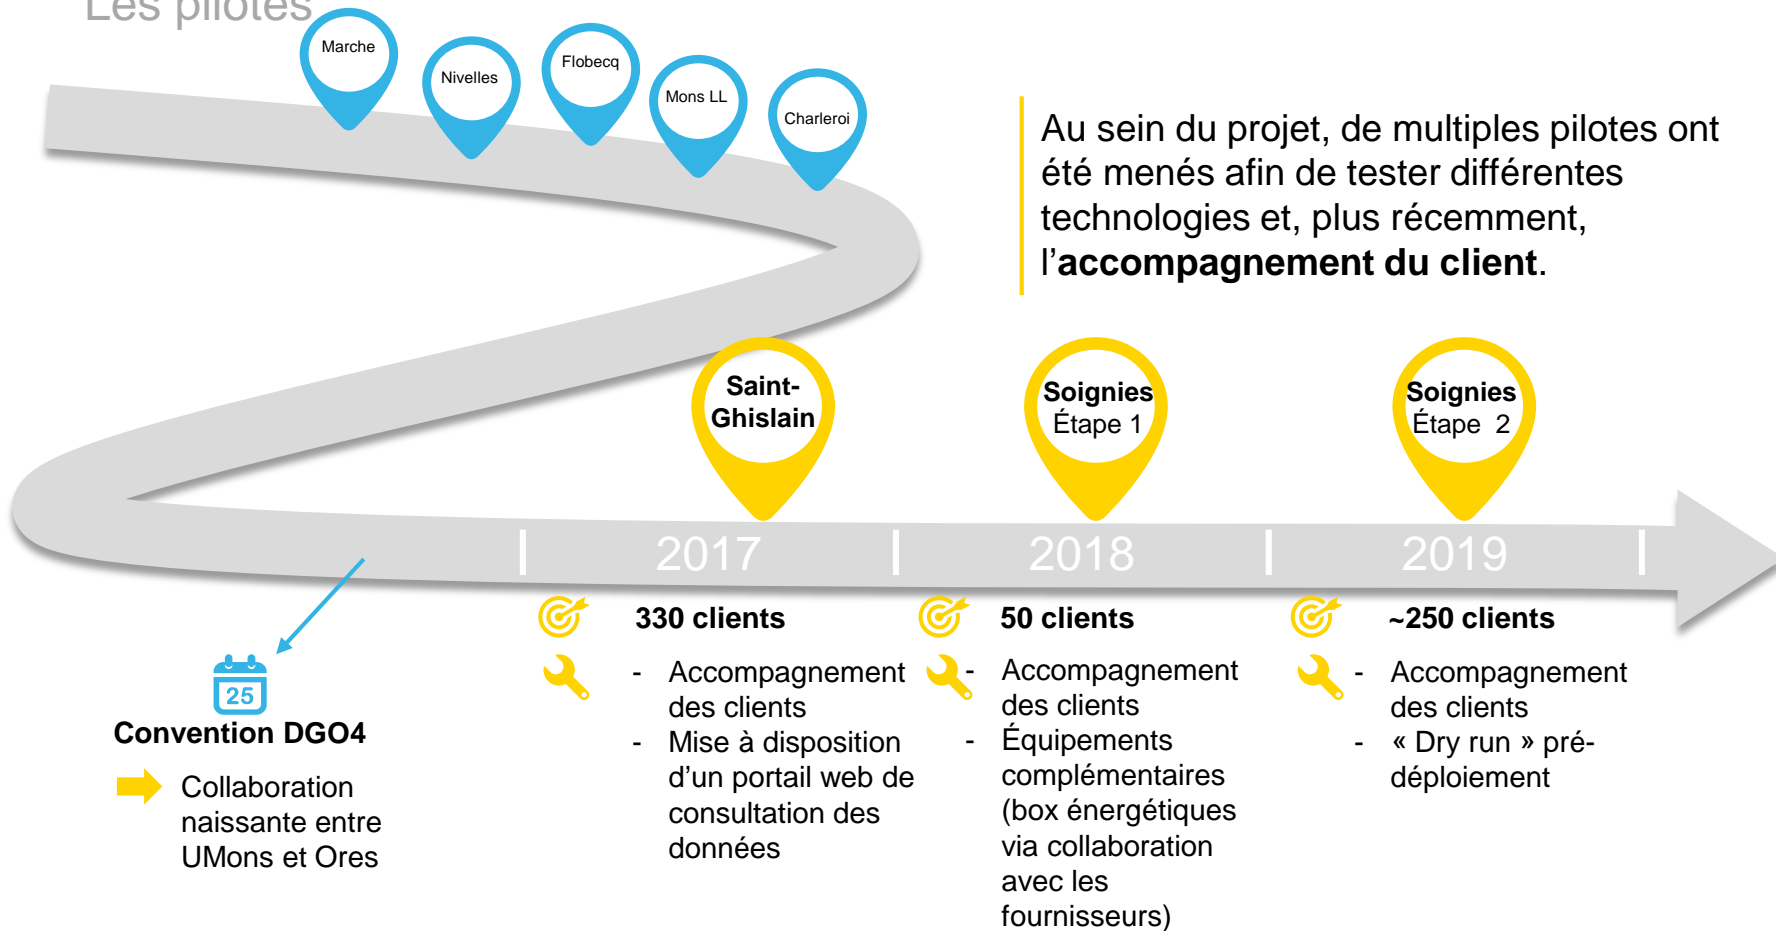 Les pilotes
Marche
Nivelles
Flobecq
Mons LL
Charleroi
Au sein du projet, de multiples pilotes ont
été menés afin de tester différentes
technologies et, plus récemment,
l’accompagnement du client.
Saint-
Ghislain
Soignies
Étape 1
Soignies
Étape 2
2017
2018
2019
25
Convention DGO4
Collaboration
naissante entre
UMons et Ores
330 clients
- Accompagnement
des clients
- Mise à disposition
d’un portail web de
consultation des
données
50 clients
- Accompagnement
des clients
- Équipements
complémentaires
(box énergétiques
via collaboration
avec les
fournisseurs)
~250 clients
- Accompagnement
des clients
- « Dry run » pré-
déploiement